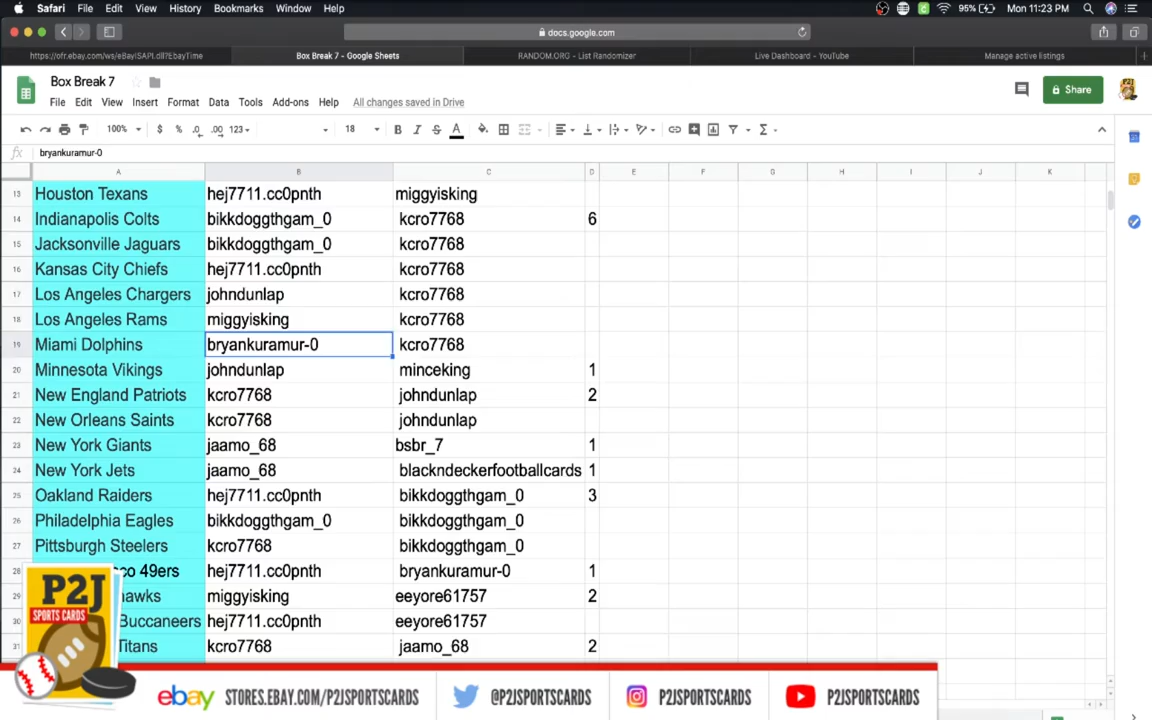 Safari File Edit View History Bookmarks Window Help 95% Mon 11:23 PM
docs.google.com
https://ofr.ebay.com/ws/eBayISAPI.dll?EbayTime Box Break 7 - Google Sheets RANDOM.ORG - List Randomizer Live Dashboard - YouTube Manage active listings
Box Break 7
File Edit View Insert Format Data Tools Add-ons Help All changes saved in Drive
Share
100% $ % .0 .00 123 18 B I S A
fx bryankuramur-0
A B C D E F G H I J K
13 Houston Texans hej7711.cc0pnth miggyisking
14 Indianapolis Colts bikkdoggthgam_0 kcro7768 6
15 Jacksonville Jaguars bikkdoggthgam_0 kcro7768
16 Kansas City Chiefs hej7711.cc0pnth kcro7768
17 Los Angeles Chargers johndunlap kcro7768
18 Los Angeles Rams miggyisking kcro7768
19 Miami Dolphins bryankuramur-0 kcro7768
20 Minnesota Vikings johndunlap minceking 1
21 New England Patriots kcro7768 johndunlap 2
22 New Orleans Saints kcro7768 johndunlap
23 New York Giants jaamo_68 bsbr_7 1
24 New York Jets jaamo_68 blackndeckerfootballcards 1
25 Oakland Raiders hej7711.cc0pnth bikkdoggthgam_0 3
26 Philadelphia Eagles bikkdoggthgam_0 bikkdoggthgam_0
27 Pittsburgh Steelers kcro7768 bikkdoggthgam_0
28 co 49ers hej7711.cc0pnth bryankuramur-0 1
29 hawks miggyisking eeyore61757 2
30 Buccaneers hej7711.cc0pnth eeyore61757
31 Titans kcro7768 jaamo_68 2
P2J
SPORTS CARDS
ebay STORES.EBAY.COM/P2JSPORTSCARDS @P2JSPORTSCARDS P2JSPORTSCARDS P2JSPORTSCARDS